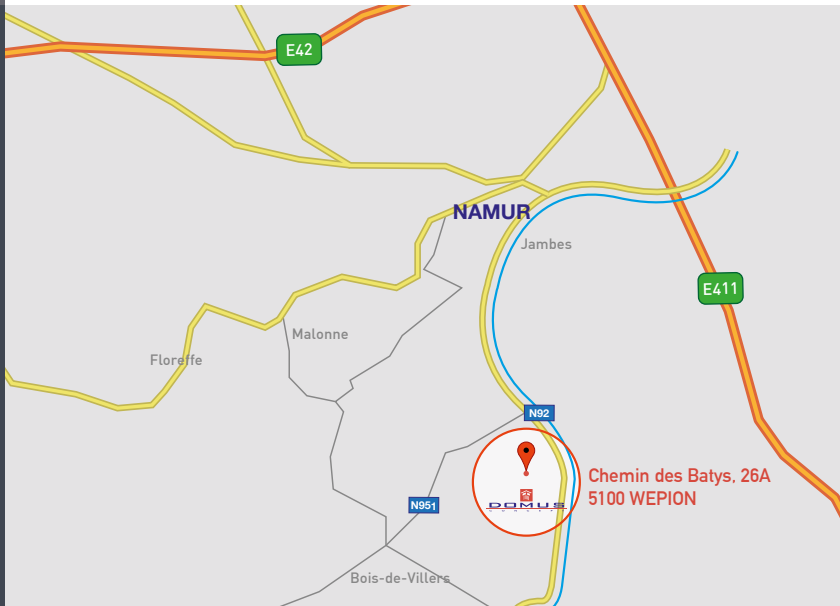 E42
NAMUR
Jambes
E411
Malonne
Floreffe
N92
Chemin des Batys, 26A
5100 WEPION
DOMUS
N951
Bois-de-Villers